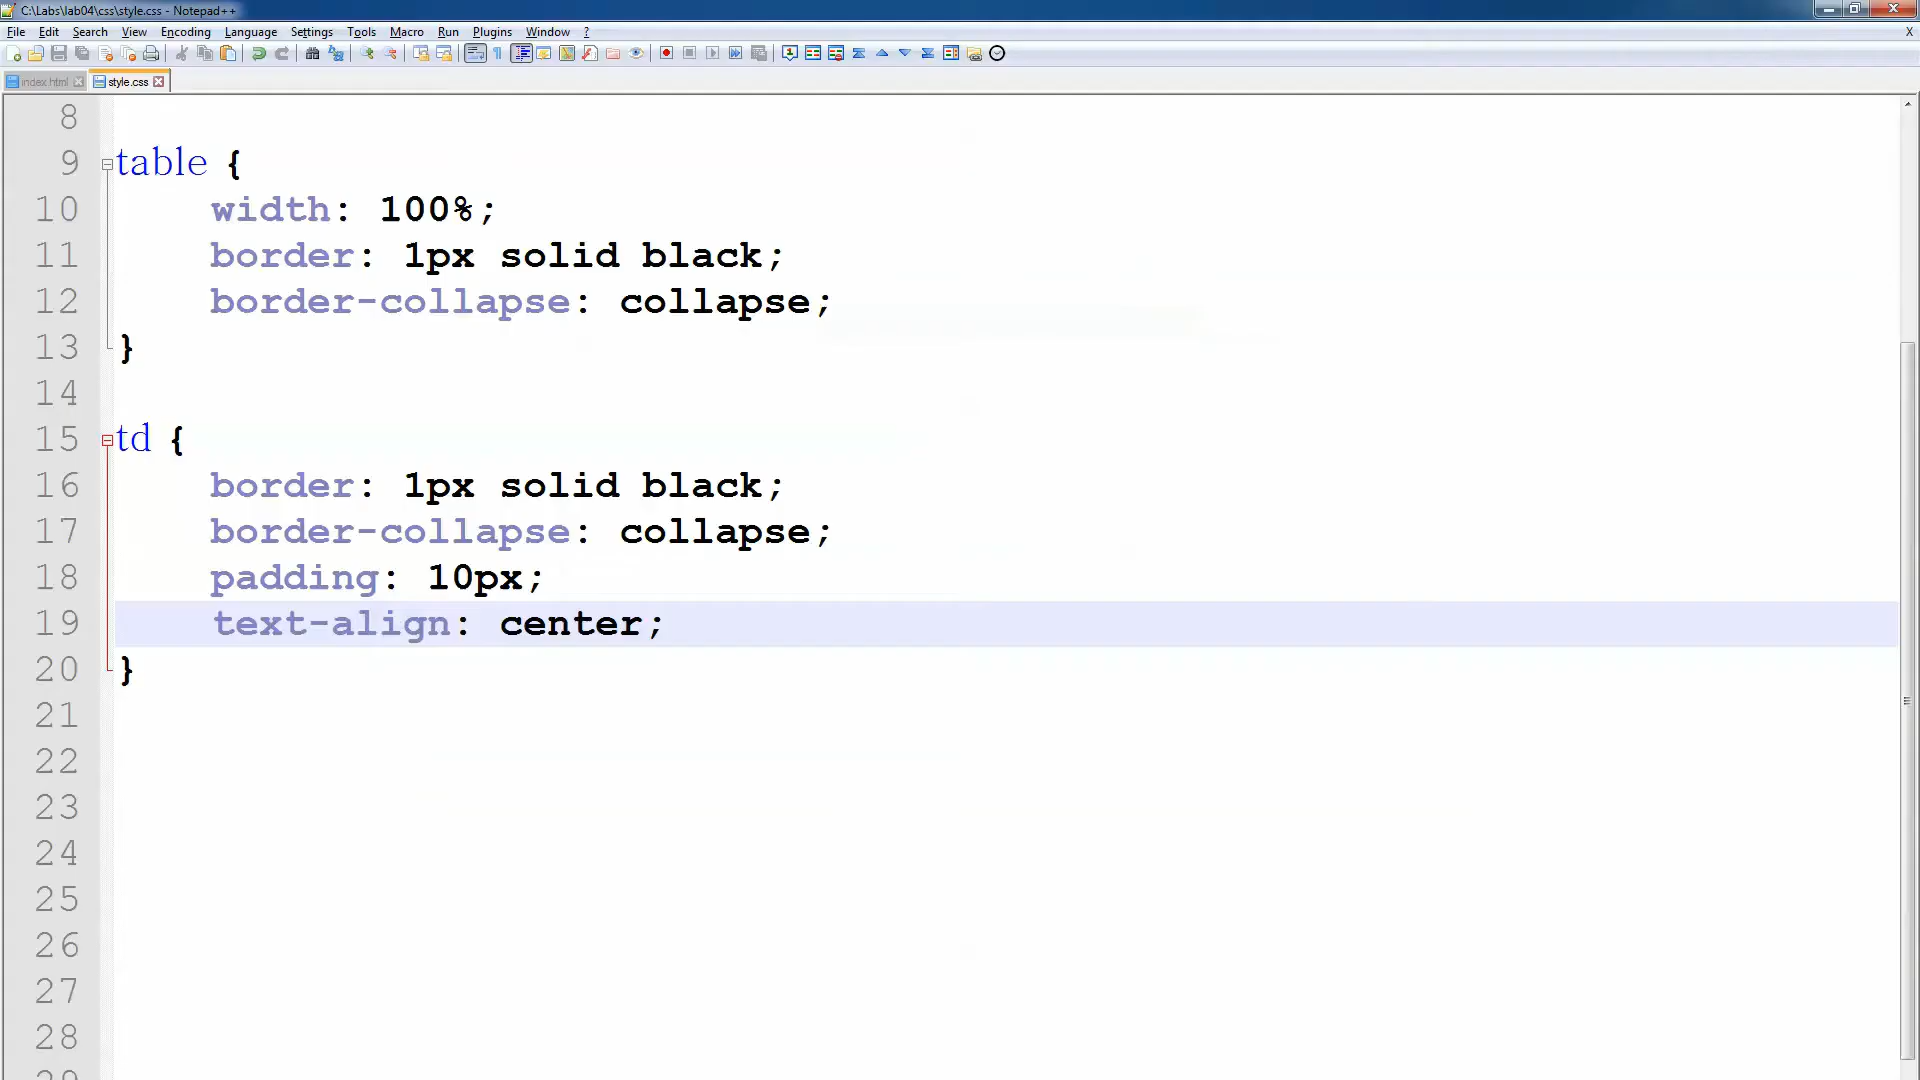 C:\Labs\lab04\css\style.css - Notepad++
File Edit Search View Encoding Language Settings Tools Macro Run Plugins Window ? X
index.html style.css
8
9 table {
10 width: 100%;
11 border: 1px solid black;
12 border-collapse: collapse;
13 }
14
15 td {
16 border: 1px solid black;
17 border-collapse: collapse;
18 padding: 10px;
19 text-align: center;
20 }
21
22
23
24
25
26
27
28
29